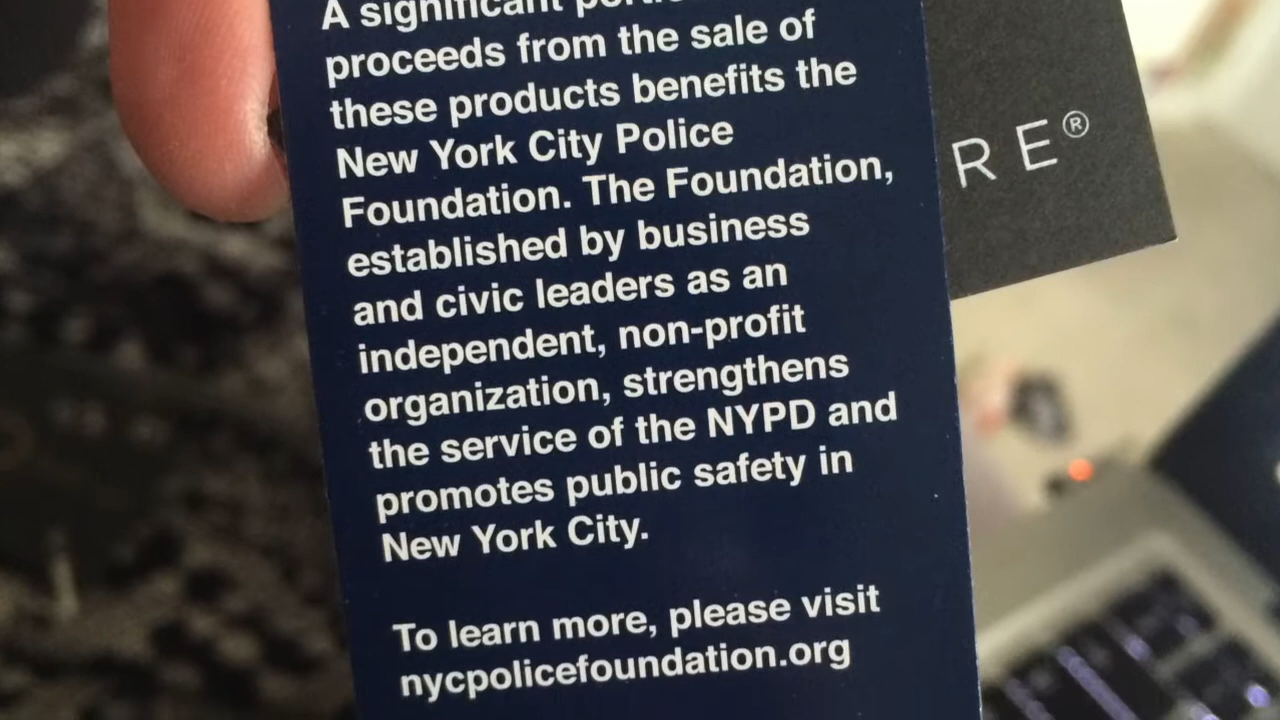 A significant
proceeds from the sale of
these products benefits the
New York City Police
Foundation. The Foundation,
established by business
and civic leaders as an
independent, non-profit
organization, strengthens
the service of the NYPD and
promotes public safety in
New York City.
To learn more, please visit
nycpolicefoundation.org
RE®